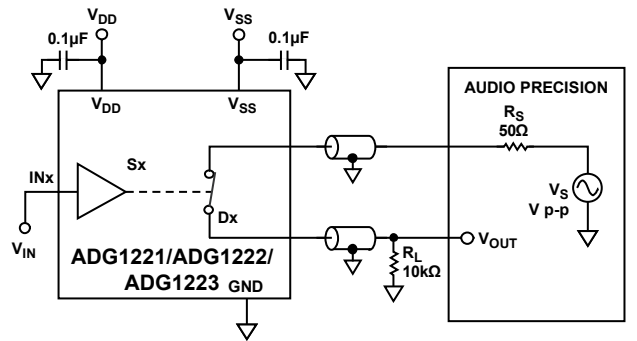 VDD
VSS
0.1µF
0.1µF
VDD
VSS
AUDIO PRECISION
RS
50Ω
INx
Sx
VS
V p-p
Dx
VIN
VOUT
RL
10kΩ
ADG1221/ADG1222/
ADG1223
GND